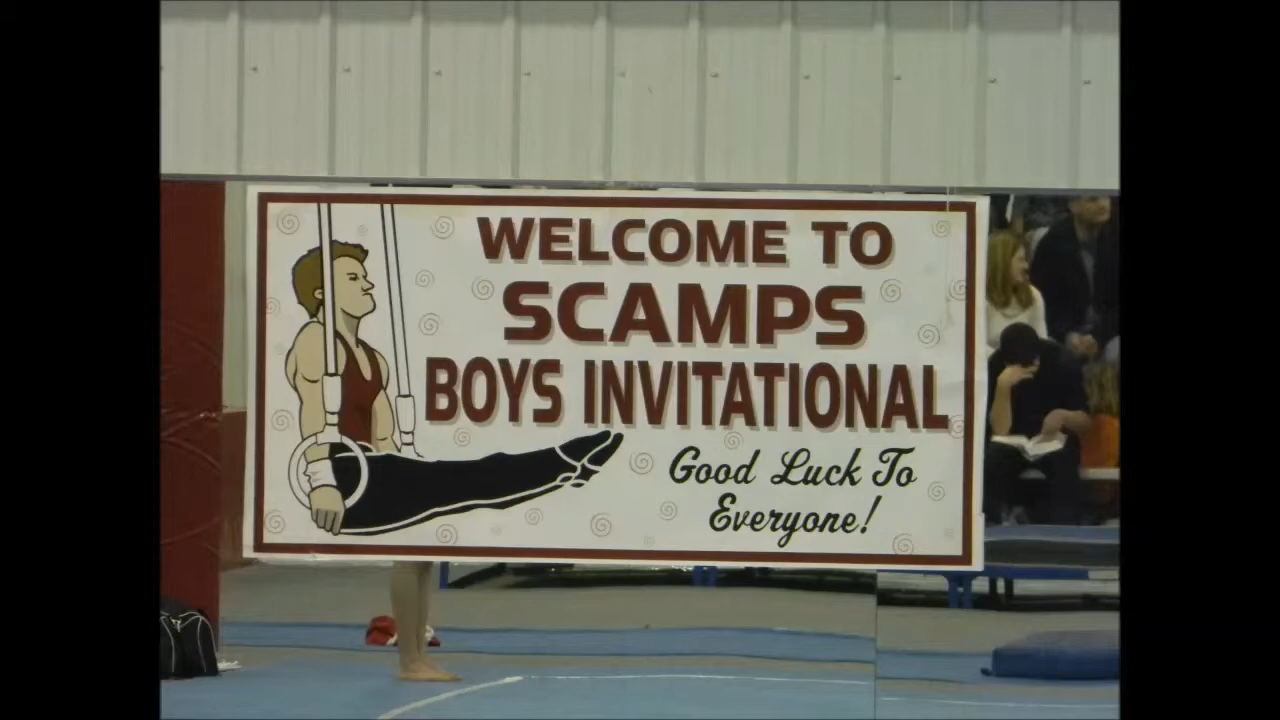 WELCOME TO
SCAMPS
BOYS INVITATIONAL
Good Luck To
Everyone!